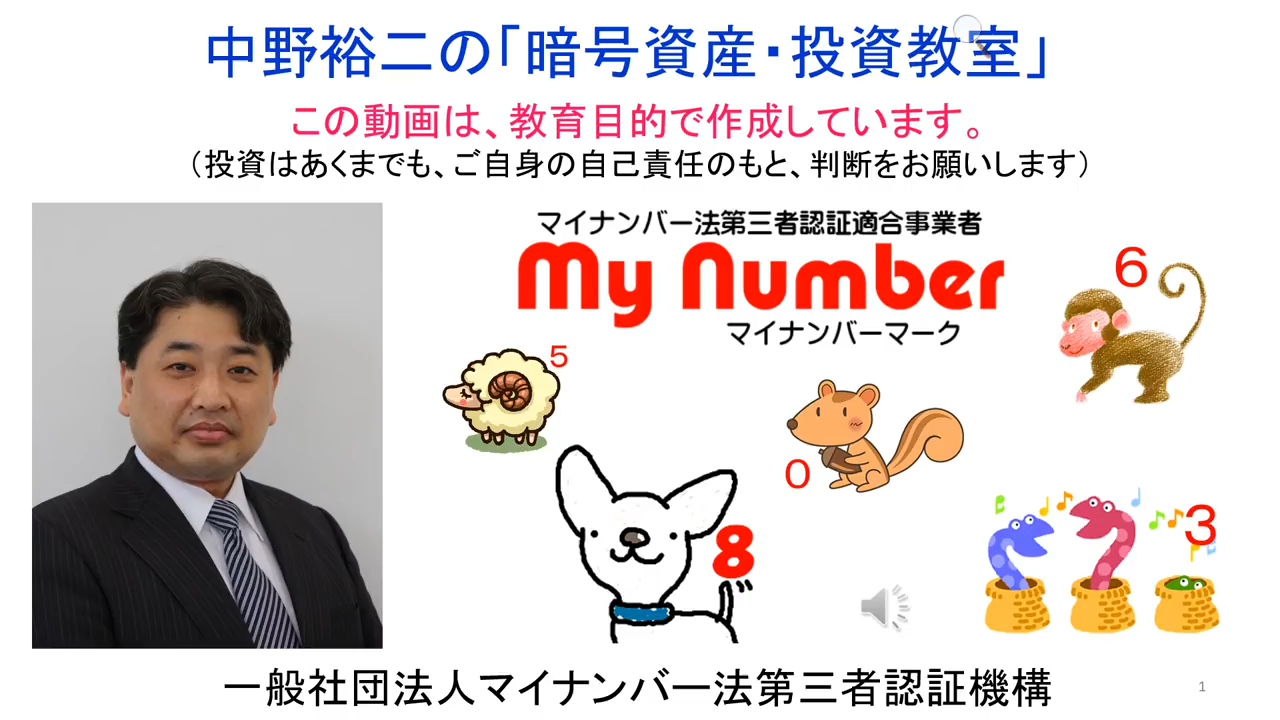 中野裕二の「暗号資産・投資教室」
この動画は、教育目的で作成しています。
（投資はあくまでも、ご自身の自己責任のもと、判断をお願いします）
マイナンバー法第三者認証適合事業者
My Number
マイナンバーマーク
6
5
0
3
8
一般社団法人マイナンバー法第三者認証機構
1